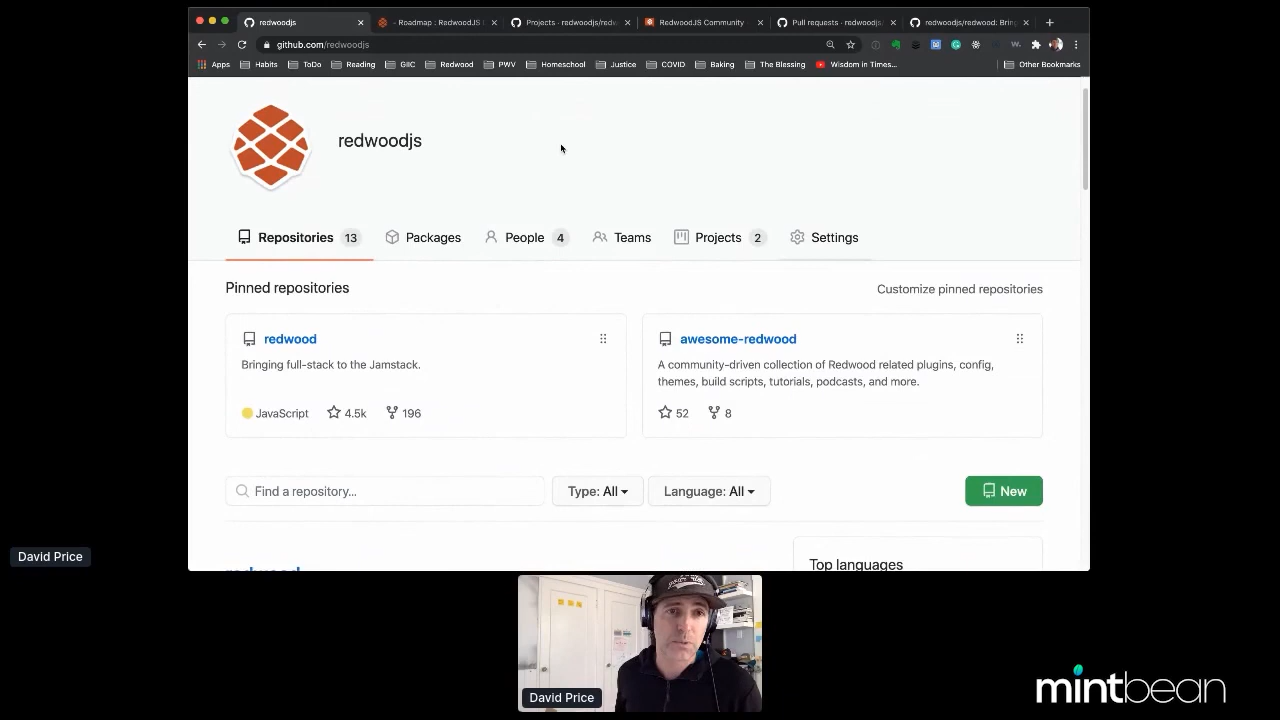 redwoodjs
- Roadmap : RedwoodJS
Projects · redwoodjs/redw
RedwoodJS Community
Pull requests · redwoodjs/
redwoodjs/redwood: Bring
github.com/redwoodjs
Apps
Habits
ToDo
Reading
GIIC
Redwood
PWV
Homeschool
Justice
COVID
Baking
The Blessing
Wisdom in Times...
Other Bookmarks
redwoodjs
Repositories 13
Packages
People 4
Teams
Projects 2
Settings
Pinned repositories
Customize pinned repositories
redwood
Bringing full-stack to the Jamstack.
JavaScript 4.5k 196
awesome-redwood
A community-driven collection of Redwood related plugins, config,
themes, build scripts, tutorials, podcasts, and more.
52 8
Find a repository...
Type: All
Language: All
New
redwood
Top languages
David Price
David Price
mintbean